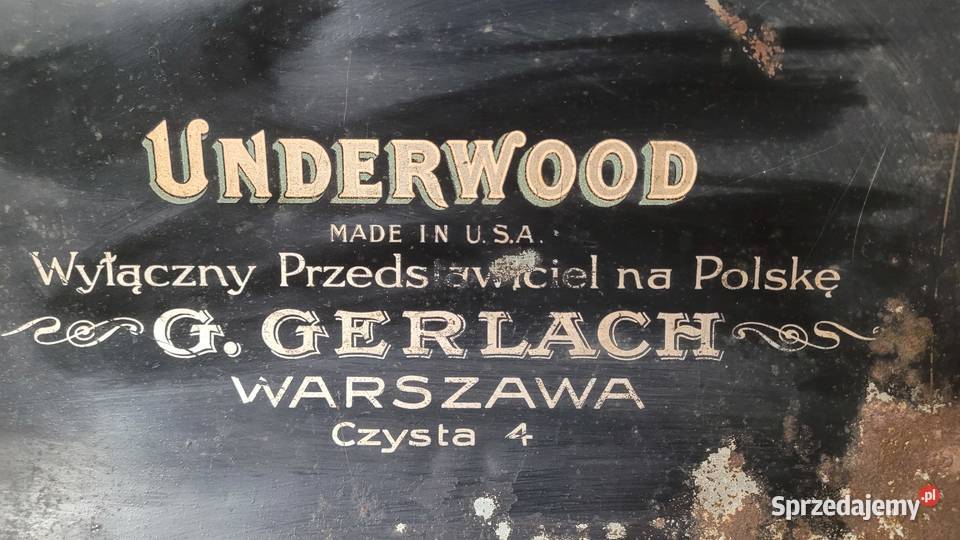 UNDERWOOD
MADE IN U.S.A.
Wyłączny Przedstawiciel na Polskę
G. GERLACH
WARSZAWA
Czysta 4
Sprzedajemy.pl